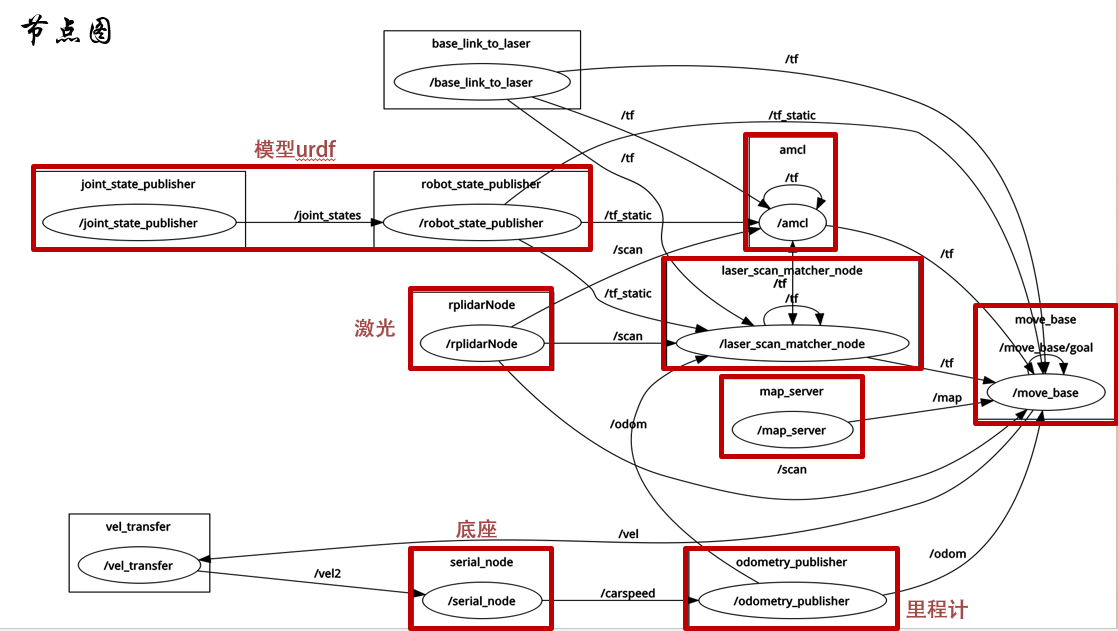 节点图
base_link_to_laser
/base_link_to_laser
/tf
/tf
/tf_static
/tf
模型urdf
amcl
/tf
/amcl
joint_state_publisher
/joint_state_publisher
/joint_states
robot_state_publisher
/robot_state_publisher
/tf_static
/scan
/tf
/tf_static
laser_scan_matcher_node
/tf
/tf
/laser_scan_matcher_node
激光
rplidarNode
/rplidarNode
/scan
/tf
move_base
/move_base/goal
/move_base
map_server
/map_server
/map
/odom
/scan
vel_transfer
/vel_transfer
底座
/vel
/vel2
serial_node
/serial_node
/carspeed
odometry_publisher
/odometry_publisher
/odom
里程计